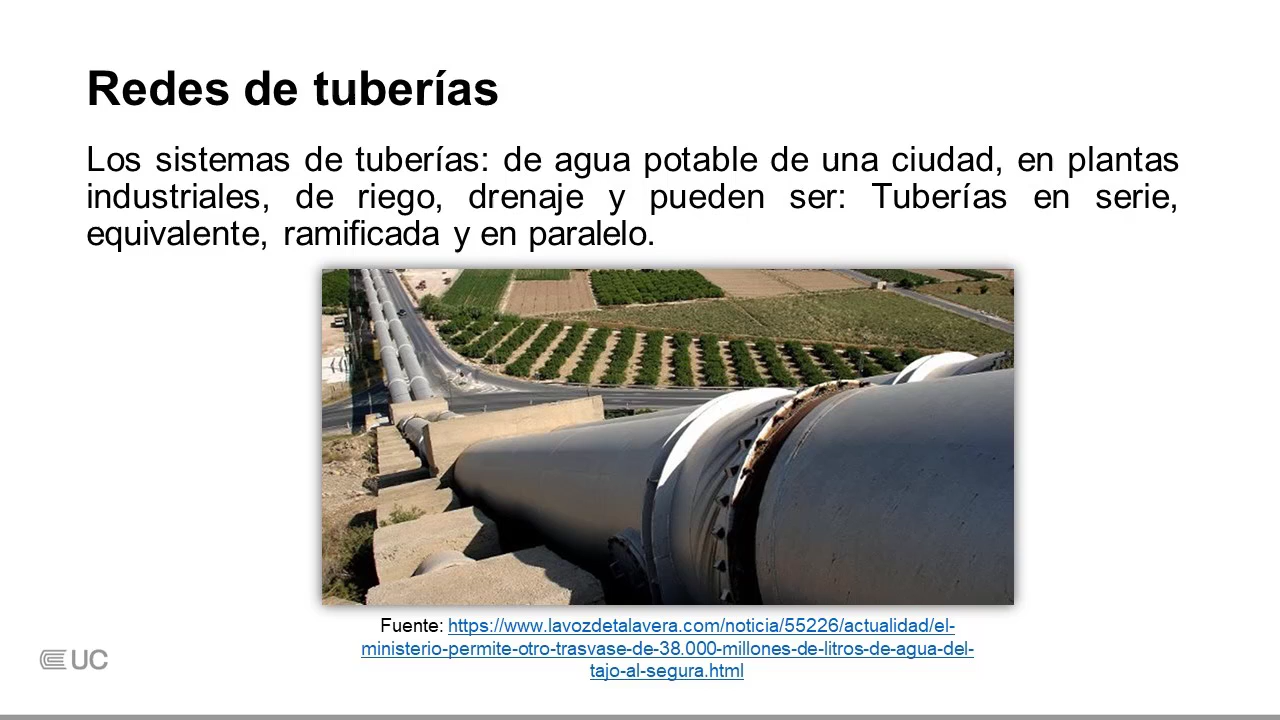 Redes de tuberías
Los sistemas de tuberías: de agua potable de una ciudad, en plantas
industriales, de riego, drenaje y pueden ser: Tuberías en serie,
equivalente, ramificada y en paralelo.
Fuente: https://www.lavozdetalavera.com/noticia/55226/actualidad/el-
ministerio-permite-otro-trasvase-de-38.000-millones-de-litros-de-agua-del-
tajo-al-segura.html
UC